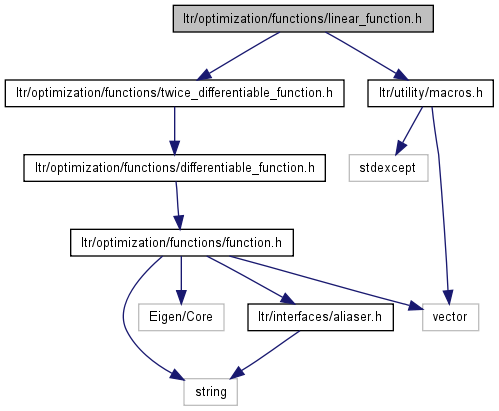 ltr/optimization/functions/linear_function.h
ltr/optimization/functions/twice_differentiable_function.h
ltr/utility/macros.h
ltr/optimization/functions/differentiable_function.h
stdexcept
ltr/optimization/functions/function.h
Eigen/Core
ltr/interfaces/aliaser.h
vector
string